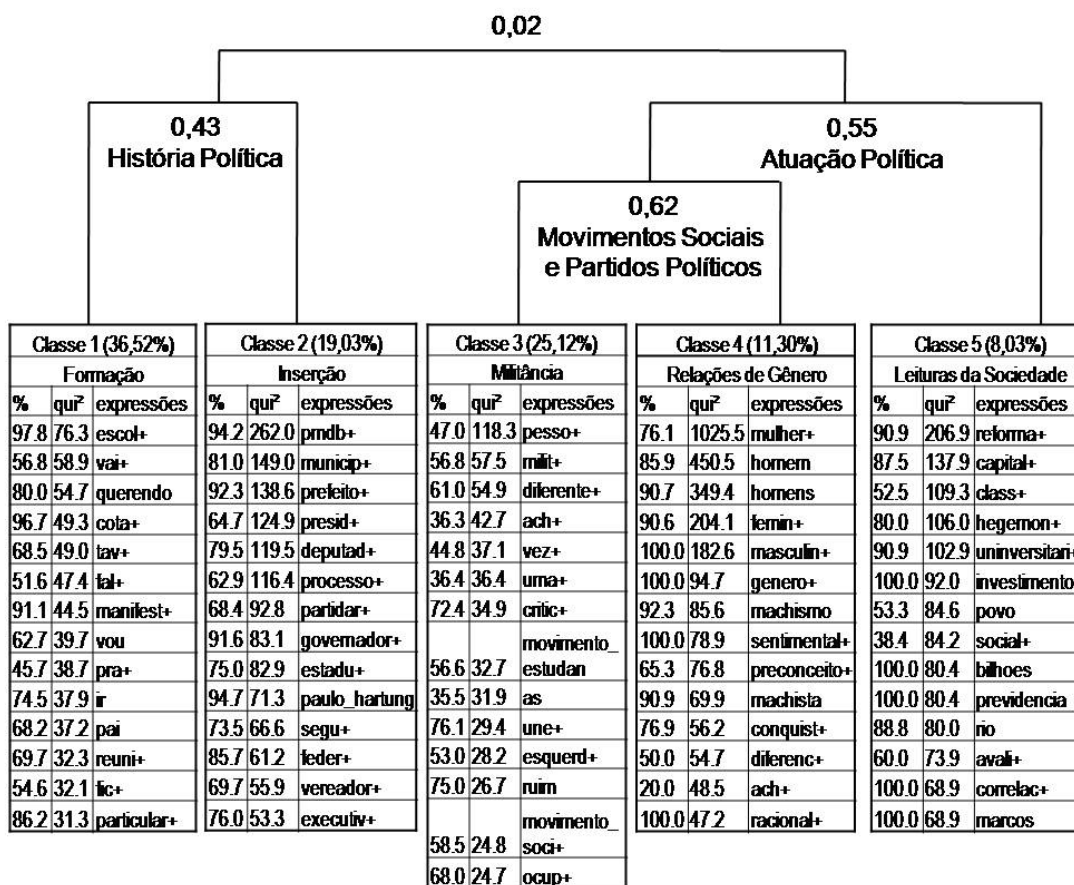 0,02
0,43
História Política
0,55
Atuação Política
0,62
Movimentos Sociais
e Partidos Políticos
Classe 1 (36,52%)
Formação
% qui² expressões
97.8 76.3 escol+
56.8 58.9 vai+
80.0 54.7 querendo
96.7 49.3 cota+
68.5 49.0 tav+
51.6 47.4 fal+
91.1 44.5 manifest+
62.7 39.7 vou
45.7 38.7 pra+
74.5 37.9 ir
68.2 37.2 pai
69.7 32.3 reuni+
54.6 32.1 fic+
86.2 31.3 particular+
Classe 2 (19,03%)
Inserção
% qui² expressões
94.2 262.0 pmdb+
81.0 149.0 municip+
92.3 138.6 prefeito+
64.7 124.9 presid+
79.5 119.5 deputad+
62.9 116.4 processo+
68.4 92.8 partidar+
91.6 83.1 governador+
75.0 82.9 estadu+
94.7 71.3 paulo_hartung
73.5 66.6 segu+
85.7 61.2 feder+
69.7 55.9 vereador+
76.0 53.3 executiv+
Classe 3 (25,12%)
Militância
% qui² expressões
47.0 118.3 pesso+
56.8 57.5 milit+
61.0 54.9 diferente+
36.3 42.7 ach+
44.8 37.1 vez+
36.4 36.4 uma+
72.4 34.9 critic+
movimento_
56.6 32.7 estudan
35.5 31.9 as
76.1 29.4 une+
53.0 28.2 esquerd+
75.0 26.7 ruim
movimento_
58.5 24.8 soci+
68.0 24.7 ocup+
Classe 4 (11,30%)
Relações de Gênero
% qui² expressões
76.1 1025.5 mulher+
85.9 450.5 homem
90.7 349.4 homens
90.6 204.1 femin+
100.0 182.6 masculin+
100.0 94.7 genero+
92.3 85.6 machismo
100.0 78.9 sentimental+
65.3 76.8 preconceito+
90.9 69.9 machista
76.9 56.2 conquist+
50.0 54.7 diferenc+
20.0 48.5 ach+
100.0 47.2 racional+
Classe 5 (8,03%)
Leituras da Sociedade
% qui² expressões
90.9 206.9 reforma+
87.5 137.9 capital+
52.5 109.3 class+
80.0 106.0 hegemon+
90.9 102.9 uninversitari+
100.0 92.0 investimento
53.3 84.6 povo
38.4 84.2 social+
100.0 80.4 bilhoes
100.0 80.4 previdencia
88.8 80.0 rio
60.0 73.9 avali+
100.0 68.9 correlac+
100.0 68.9 marcos